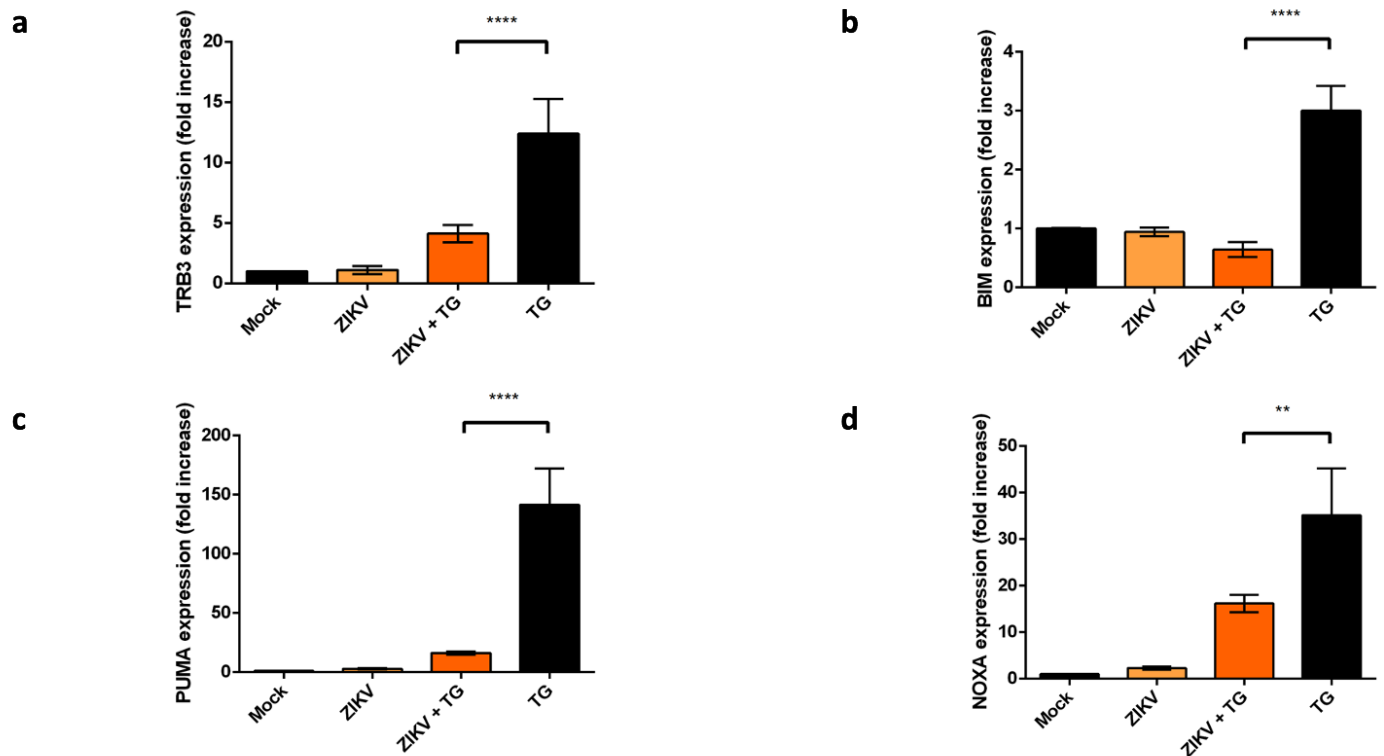 a
****
TRB3 expression (fold increase)
20
15
10
5
0
Mock
ZIKV
ZIKV + TG
TG
b
****
BIM expression (fold increase)
4
3
2
1
0
Mock
ZIKV
ZIKV + TG
TG
c
****
PUMA expression (fold increase)
200
150
100
50
0
Mock
ZIKV
ZIKV + TG
TG
d
**
NOXA expression (fold increase)
50
40
30
20
10
0
Mock
ZIKV
ZIKV + TG
TG